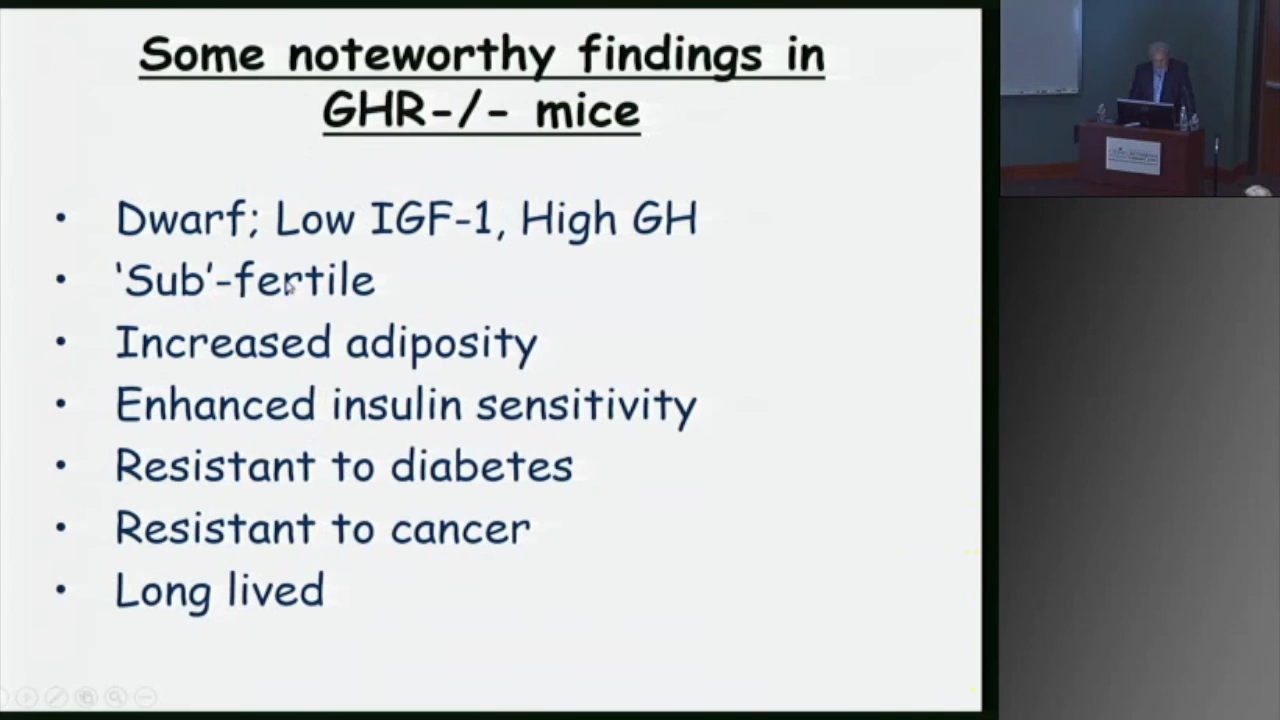 Some noteworthy findings in
GHR-/- mice
• Dwarf; Low IGF-1, High GH
• ‘Sub’-fertile
• Increased adiposity
• Enhanced insulin sensitivity
• Resistant to diabetes
• Resistant to cancer
• Long lived